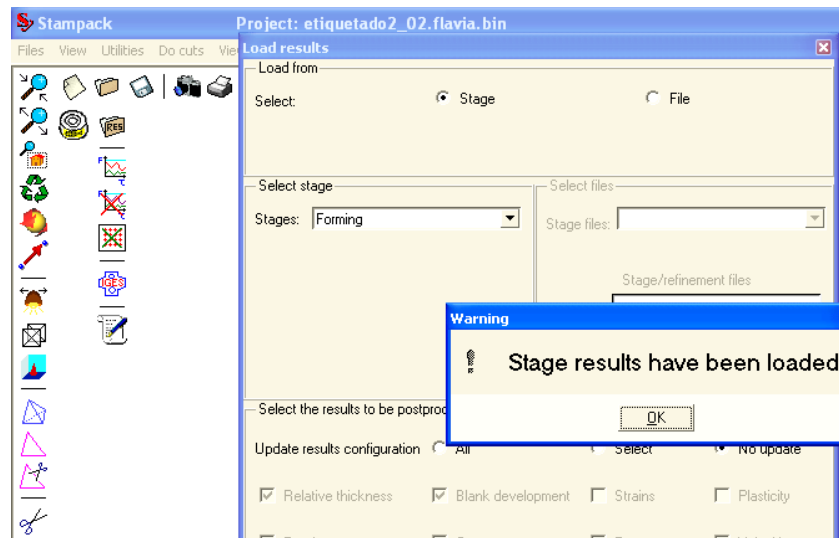 Stampack Project: etiquetado2_02.flavia.bin
Files View Utilities Do cuts
Load results
Load from
Select: Stage File
RES
Select stage
Select files
Stages: Forming
Stage files:
Stage/refinement files
IGES
Warning
Stage results have been loaded
OK
Select the results to be
Update results configuration All Select No update
Relative thickness Blank development Strains Plasticity